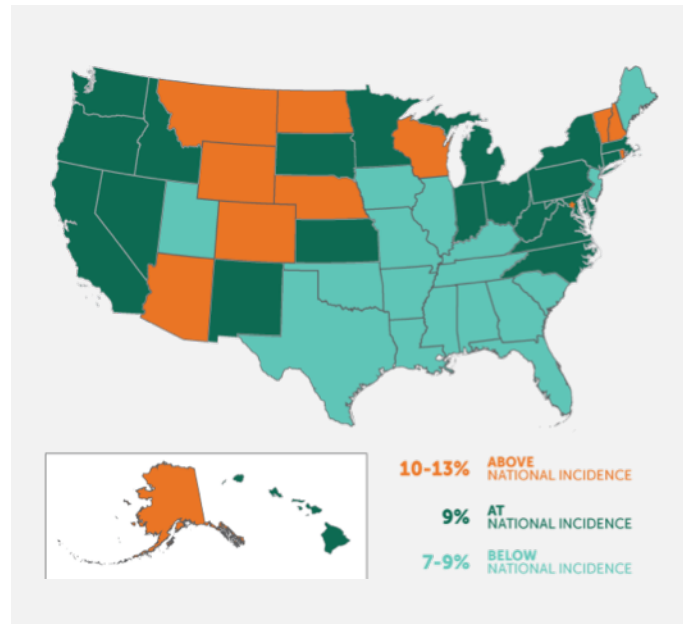 10-13% ABOVE
NATIONAL INCIDENCE
9% AT
NATIONAL INCIDENCE
7-9% BELOW
NATIONAL INCIDENCE